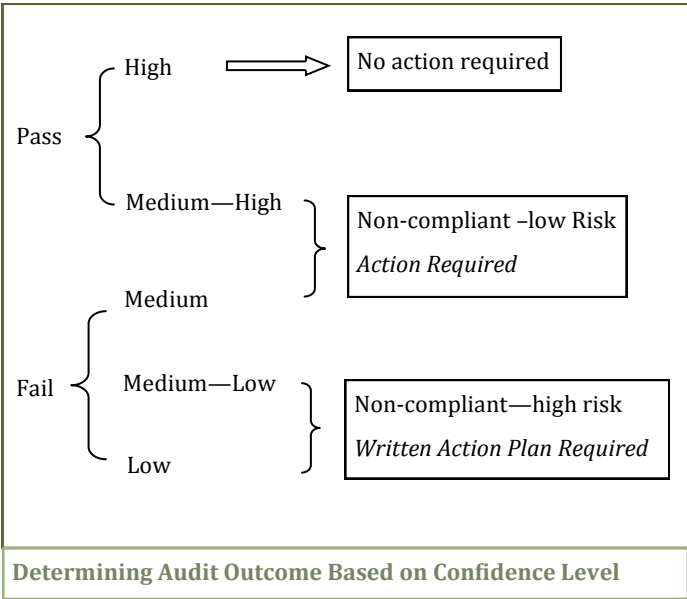 High
No action required
Pass
Medium—High
Non-compliant –low Risk
Action Required
Medium
Fail
Medium—Low
Non-compliant—high risk
Written Action Plan Required
Low
Determining Audit Outcome Based on Confidence Level